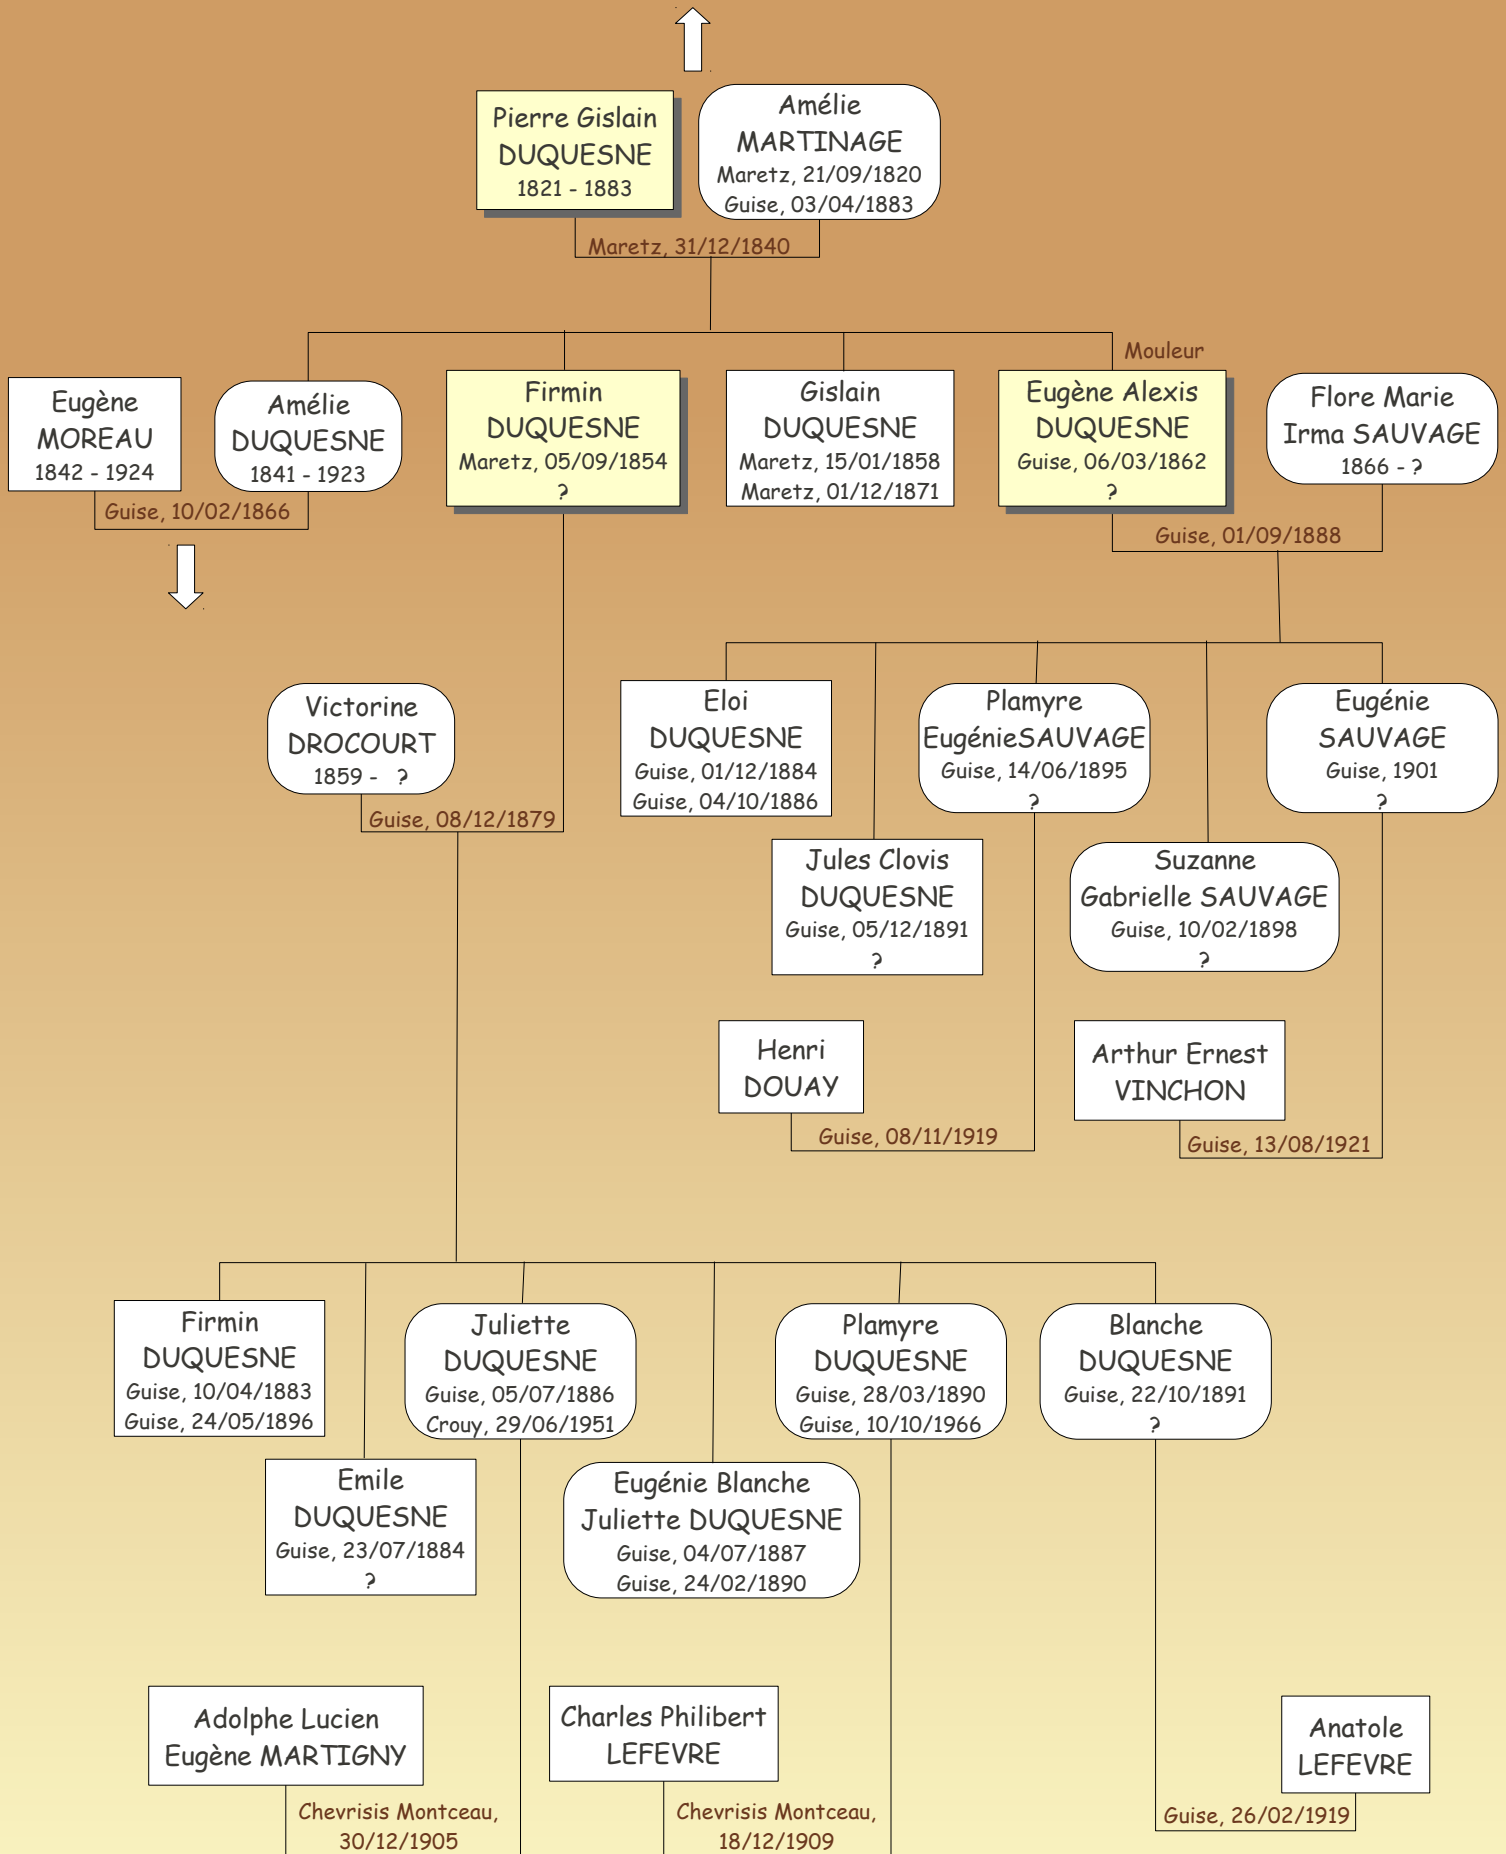 Pierre Gislain
DUQUESNE
1821 - 1883
Amélie
MARTINAGE
Maretz, 21/09/1820
Guise, 03/04/1883
Maretz, 31/12/1840
Mouleur
Eugène
MOREAU
1842 - 1924
Amélie
DUQUESNE
1841 - 1923
Guise, 10/02/1866
Firmin
DUQUESNE
Maretz, 05/09/1854
?
Gislain
DUQUESNE
Maretz, 15/01/1858
Maretz, 01/12/1871
Eugène Alexis
DUQUESNE
Guise, 06/03/1862
?
Flore Marie
Irma SAUVAGE
1866 - ?
Guise, 01/09/1888
Victorine
DROCOURT
1859 - ?
Guise, 08/12/1879
Eloi
DUQUESNE
Guise, 01/12/1884
Guise, 04/10/1886
Plamyre
EugénieSAUVAGE
Guise, 14/06/1895
?
Eugénie
SAUVAGE
Guise, 1901
?
Jules Clovis
DUQUESNE
Guise, 05/12/1891
?
Suzanne
Gabrielle SAUVAGE
Guise, 10/02/1898
?
Henri
DOUAY
Guise, 08/11/1919
Arthur Ernest
VINCHON
Guise, 13/08/1921
Firmin
DUQUESNE
Guise, 10/04/1883
Guise, 24/05/1896
Juliette
DUQUESNE
Guise, 05/07/1886
Crouy, 29/06/1951
Plamyre
DUQUESNE
Guise, 28/03/1890
Guise, 10/10/1966
Blanche
DUQUESNE
Guise, 22/10/1891
?
Emile
DUQUESNE
Guise, 23/07/1884
?
Eugénie Blanche
Juliette DUQUESNE
Guise, 04/07/1887
Guise, 24/02/1890
Adolphe Lucien
Eugène MARTIGNY
Chevrisis Montceau,
30/12/1905
Charles Philibert
LEFEVRE
Chevrisis Montceau,
18/12/1909
Anatole
LEFEVRE
Guise, 26/02/1919